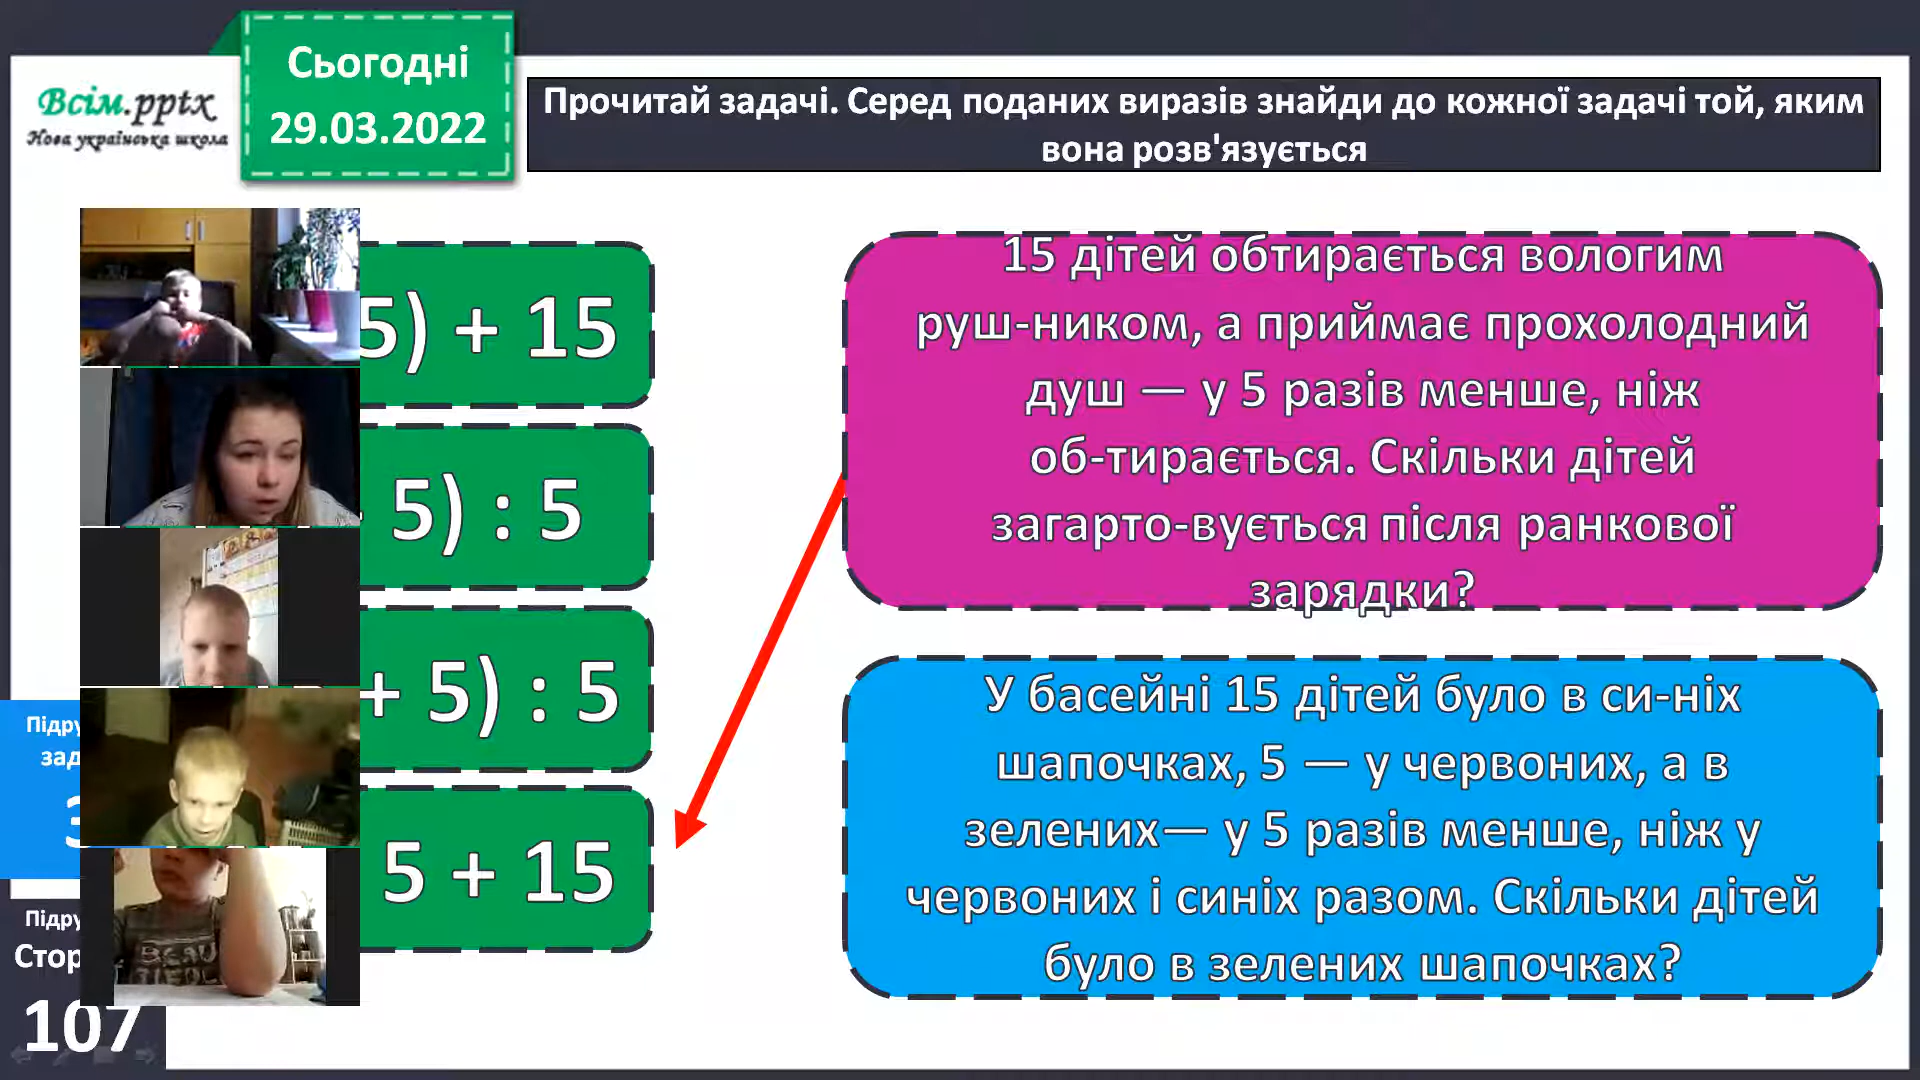 Сьогодні
29.03.2022
Всім.pptx
Нова українська школа
Прочитай задачі. Серед поданих виразів знайди до кожної задачі той, яким
вона розв'язується
5) + 15
5) : 5
+ 5) : 5
5 + 15
15 дітей обтирається вологим
руш-ником, а приймає прохолодний
душ — у 5 разів менше, ніж
об-тирається. Скільки дітей
загарто-вується після ранкової
зарядки?
У басейні 15 дітей було в си-ніх
шапочках, 5 — у червоних, а в
зелених— у 5 разів менше, ніж у
червоних і синіх разом. Скільки дітей
було в зелених шапочках?
107